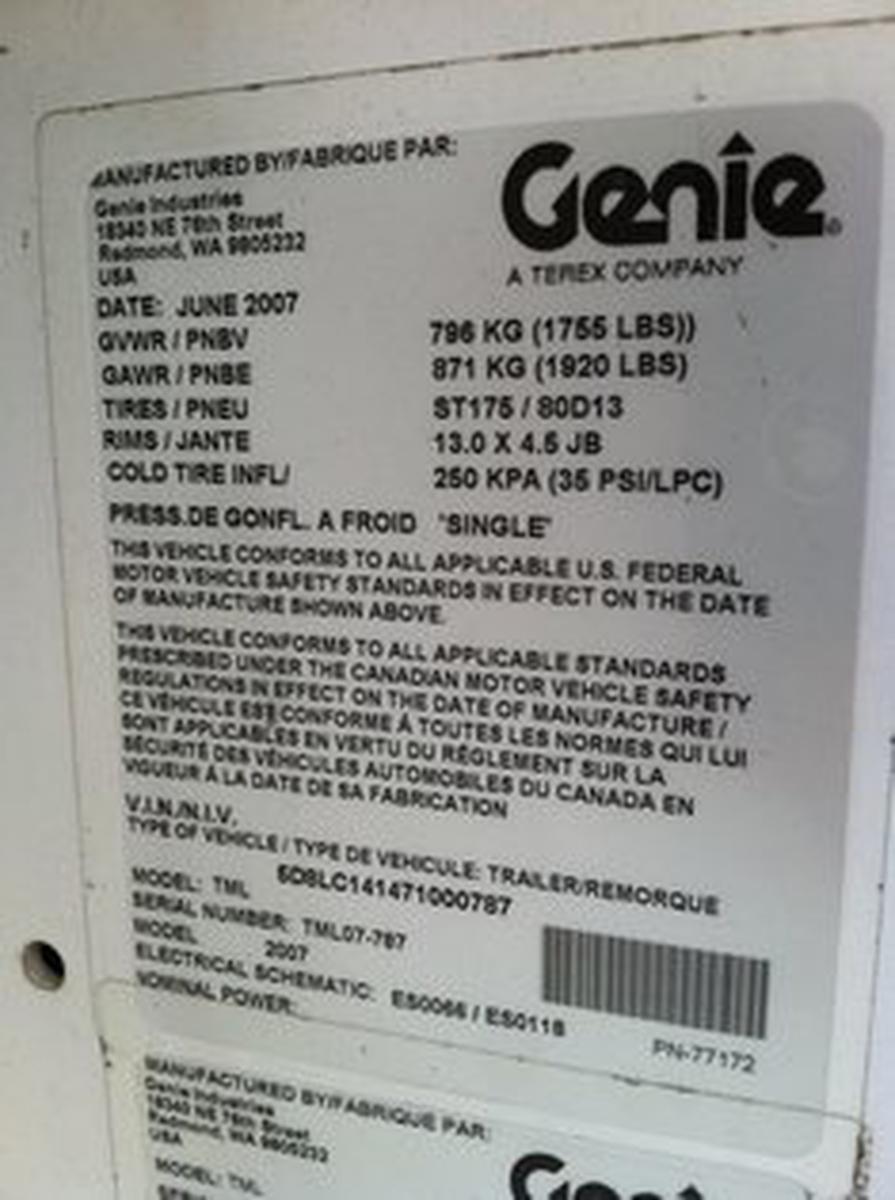 MANUFACTURED BY/FABRIQUE PAR:
Genie Industries
18340 NE 76th Street
Redmond, WA 9805232
USA
Genie
A TEREX COMPANY
DATE: JUNE 2007
GVWR / PNBV 796 KG (1755 LBS))
GAWR / PNBE 871 KG (1920 LBS)
TIRES / PNEU ST175 / 80D13
RIMS / JANTE 13.0 X 4.5 JB
COLD TIRE INFL/ 250 KPA (35 PSI/LPC)
PRESS.DE GONFL. A FROID "SINGLE"
THIS VEHICLE CONFORMS TO ALL APPLICABLE U.S. FEDERAL
MOTOR VEHICLE SAFETY STANDARDS IN EFFECT ON THE DATE
OF MANUFACTURE SHOWN ABOVE.
THIS VEHICLE CONFORMS TO ALL APPLICABLE STANDARDS
PRESCRIBED UNDER THE CANADIAN MOTOR VEHICLE SAFETY
REGULATIONS IN EFFECT ON THE DATE OF MANUFACTURE /
CE VÉHICULE EST CONFORME À TOUTES LES NORMES QUI LUI
SONT APPLICABLES EN VERTU DU RÉGLEMENT SUR LA
SÉCURITÉ DES VÉHICULES AUTOMOBILES DU CANADA EN
VIGUEUR À LA DATE DE SA FABRICATION
V.I.N./N.I.V.
TYPE OF VEHICLE / TYPE DE VEHICULE: TRAILER/REMORQUE
5D8LC141471000787
MODEL: TML
SERIAL NUMBER: TML07-787
MODEL 2007
ELECTRICAL SCHEMATIC: ES0066 / ES0118
NOMINAL POWER:
PN-77172
MANUFACTURED BY/FABRIQUE PAR:
Genie Industries
18340 NE 76th Street
Redmond, WA 9805232
USA
MODEL: TML
Genie